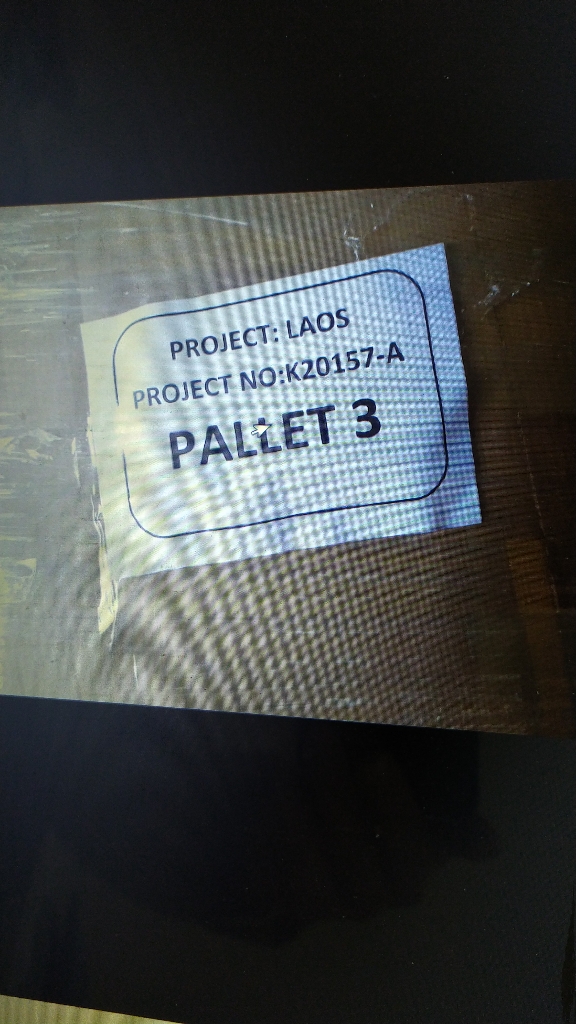 PROJECT: LAOS
PROJECT NO:K20157-A
PALLET 3